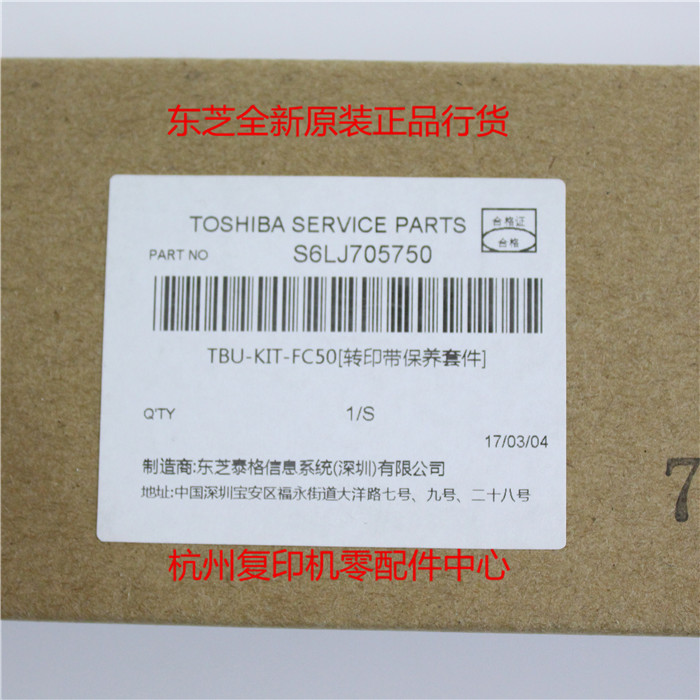 东芝全新原装正品行货
TOSHIBA SERVICE PARTS
合格证
合格
PART NO S6LJ705750
TBU-KIT-FC50[转印带保养套件]
Q'TY 1/S
17/03/04
制造商:东芝泰格信息系统(深圳)有限公司
地址:中国深圳宝安区福永街道大洋路七号、九号、二十八号
7
杭州复印机零配件中心